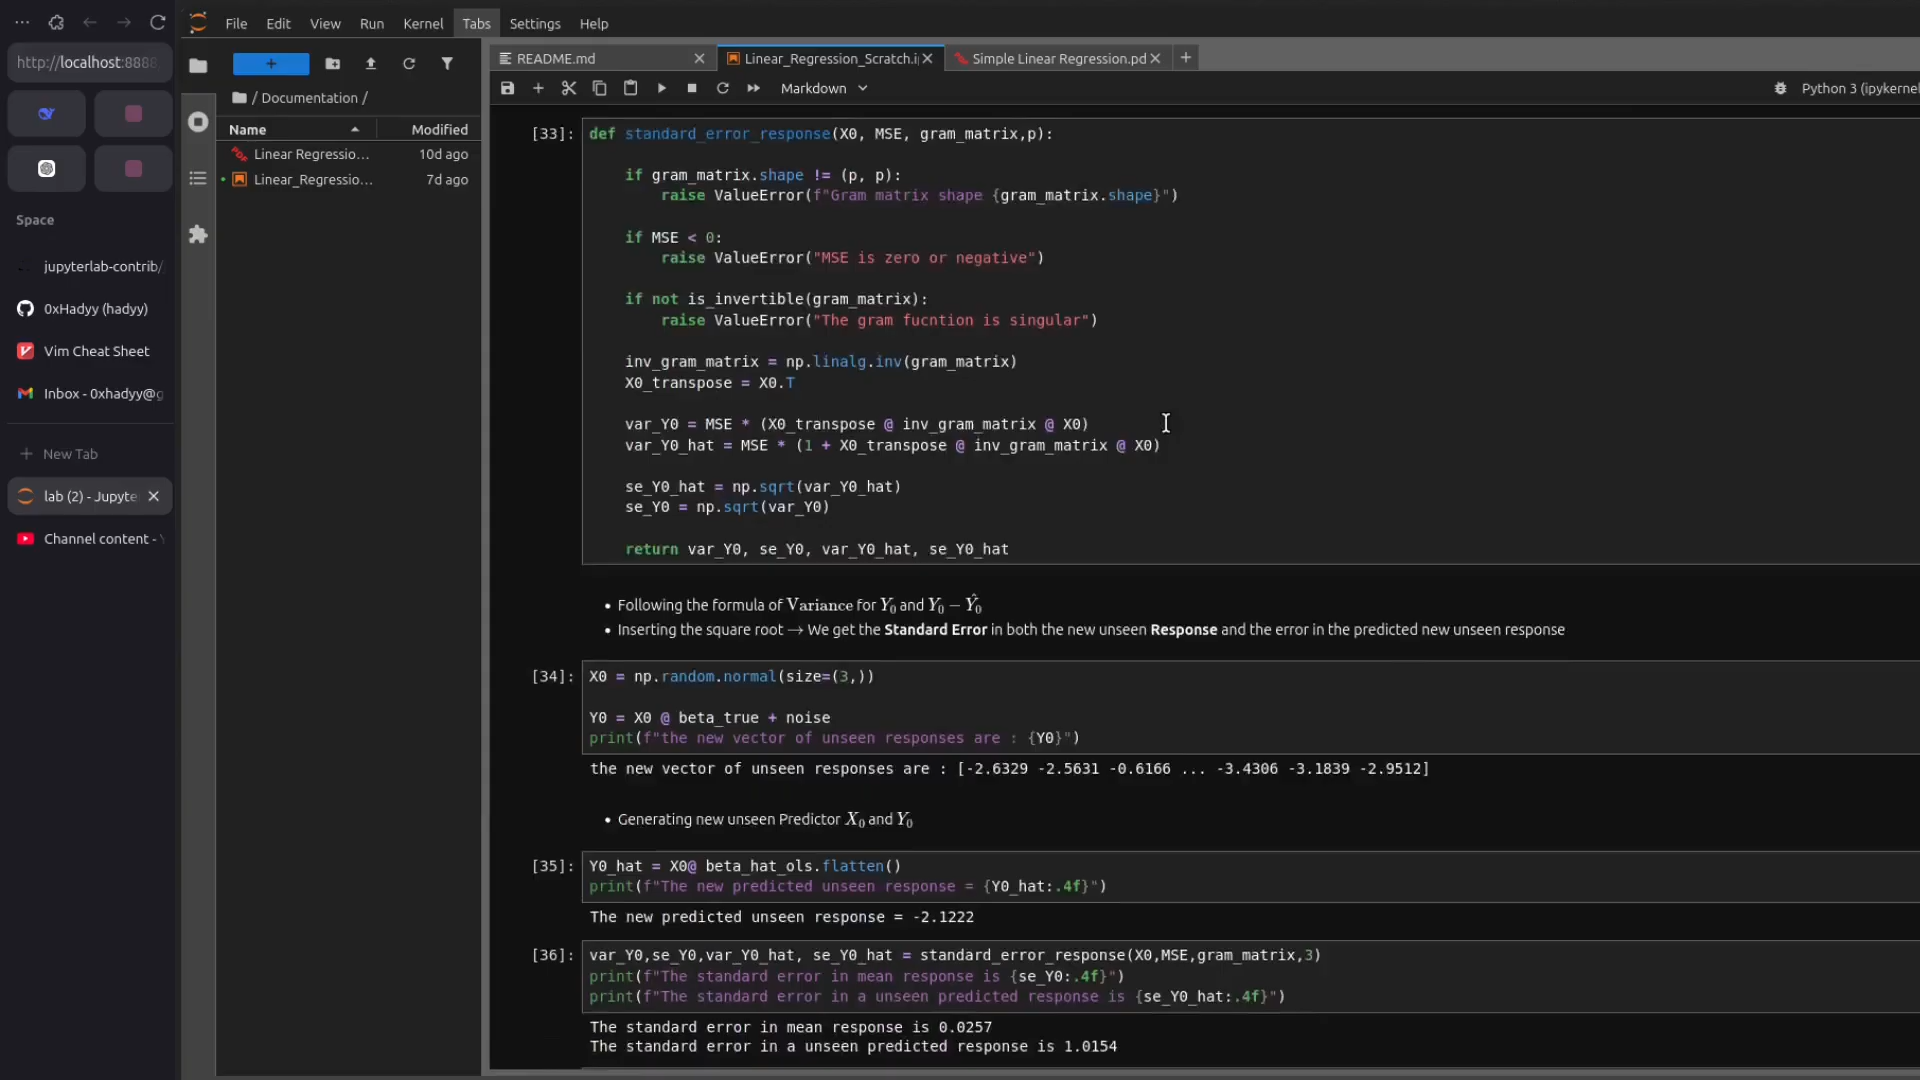 File Edit View Run Kernel Tabs Settings Help
http://localhost:8888
Space
jupyterlab-contrib/
0xHadyy (hadyy)
Vim Cheat Sheet
Inbox - 0xhadyy@g
+ New Tab
lab (2) - Jupyte
Channel content -
/ Documentation /
Name Modified
Linear Regressio... 10d ago
Linear_Regressio... 7d ago
README.md
Linear_Regression_Scratch.i
Simple Linear Regression.pd
Markdown
Python 3 (ipykernel
[33]: def standard_error_response(X0, MSE, gram_matrix,p):
if gram_matrix.shape != (p, p):
raise ValueError(f"Gram matrix shape {gram_matrix.shape}")
if MSE < 0:
raise ValueError("MSE is zero or negative")
if not is_invertible(gram_matrix):
raise ValueError("The gram fucntion is singular")
inv_gram_matrix = np.linalg.inv(gram_matrix)
X0_transpose = X0.T
var_Y0 = MSE * (X0_transpose @ inv_gram_matrix @ X0)
var_Y0_hat = MSE * (1 + X0_transpose @ inv_gram_matrix @ X0)
se_Y0_hat = np.sqrt(var_Y0_hat)
se_Y0 = np.sqrt(var_Y0)
return var_Y0, se_Y0, var_Y0_hat, se_Y0_hat
• Following the formula of Variance for Y₀ and Y₀ − Ŷ₀
• Inserting the square root → We get the Standard Error in both the new unseen Response and the error in the predicted new unseen response
[34]: X0 = np.random.normal(size=(3,))
Y0 = X0 @ beta_true + noise
print(f"the new vector of unseen responses are : {Y0}")
the new vector of unseen responses are : [-2.6329 -2.5631 -0.6166 ... -3.4306 -3.1839 -2.9512]
• Generating new unseen Predictor X₀ and Y₀
[35]: Y0_hat = X0@ beta_hat_ols.flatten()
print(f"The new predicted unseen response = {Y0_hat:.4f}")
The new predicted unseen response = -2.1222
[36]: var_Y0,se_Y0,var_Y0_hat, se_Y0_hat = standard_error_response(X0,MSE,gram_matrix,3)
print(f"The standard error in mean response is {se_Y0:.4f}")
print(f"The standard error in a unseen predicted response is {se_Y0_hat:.4f}")
The standard error in mean response is 0.0257
The standard error in a unseen predicted response is 1.0154